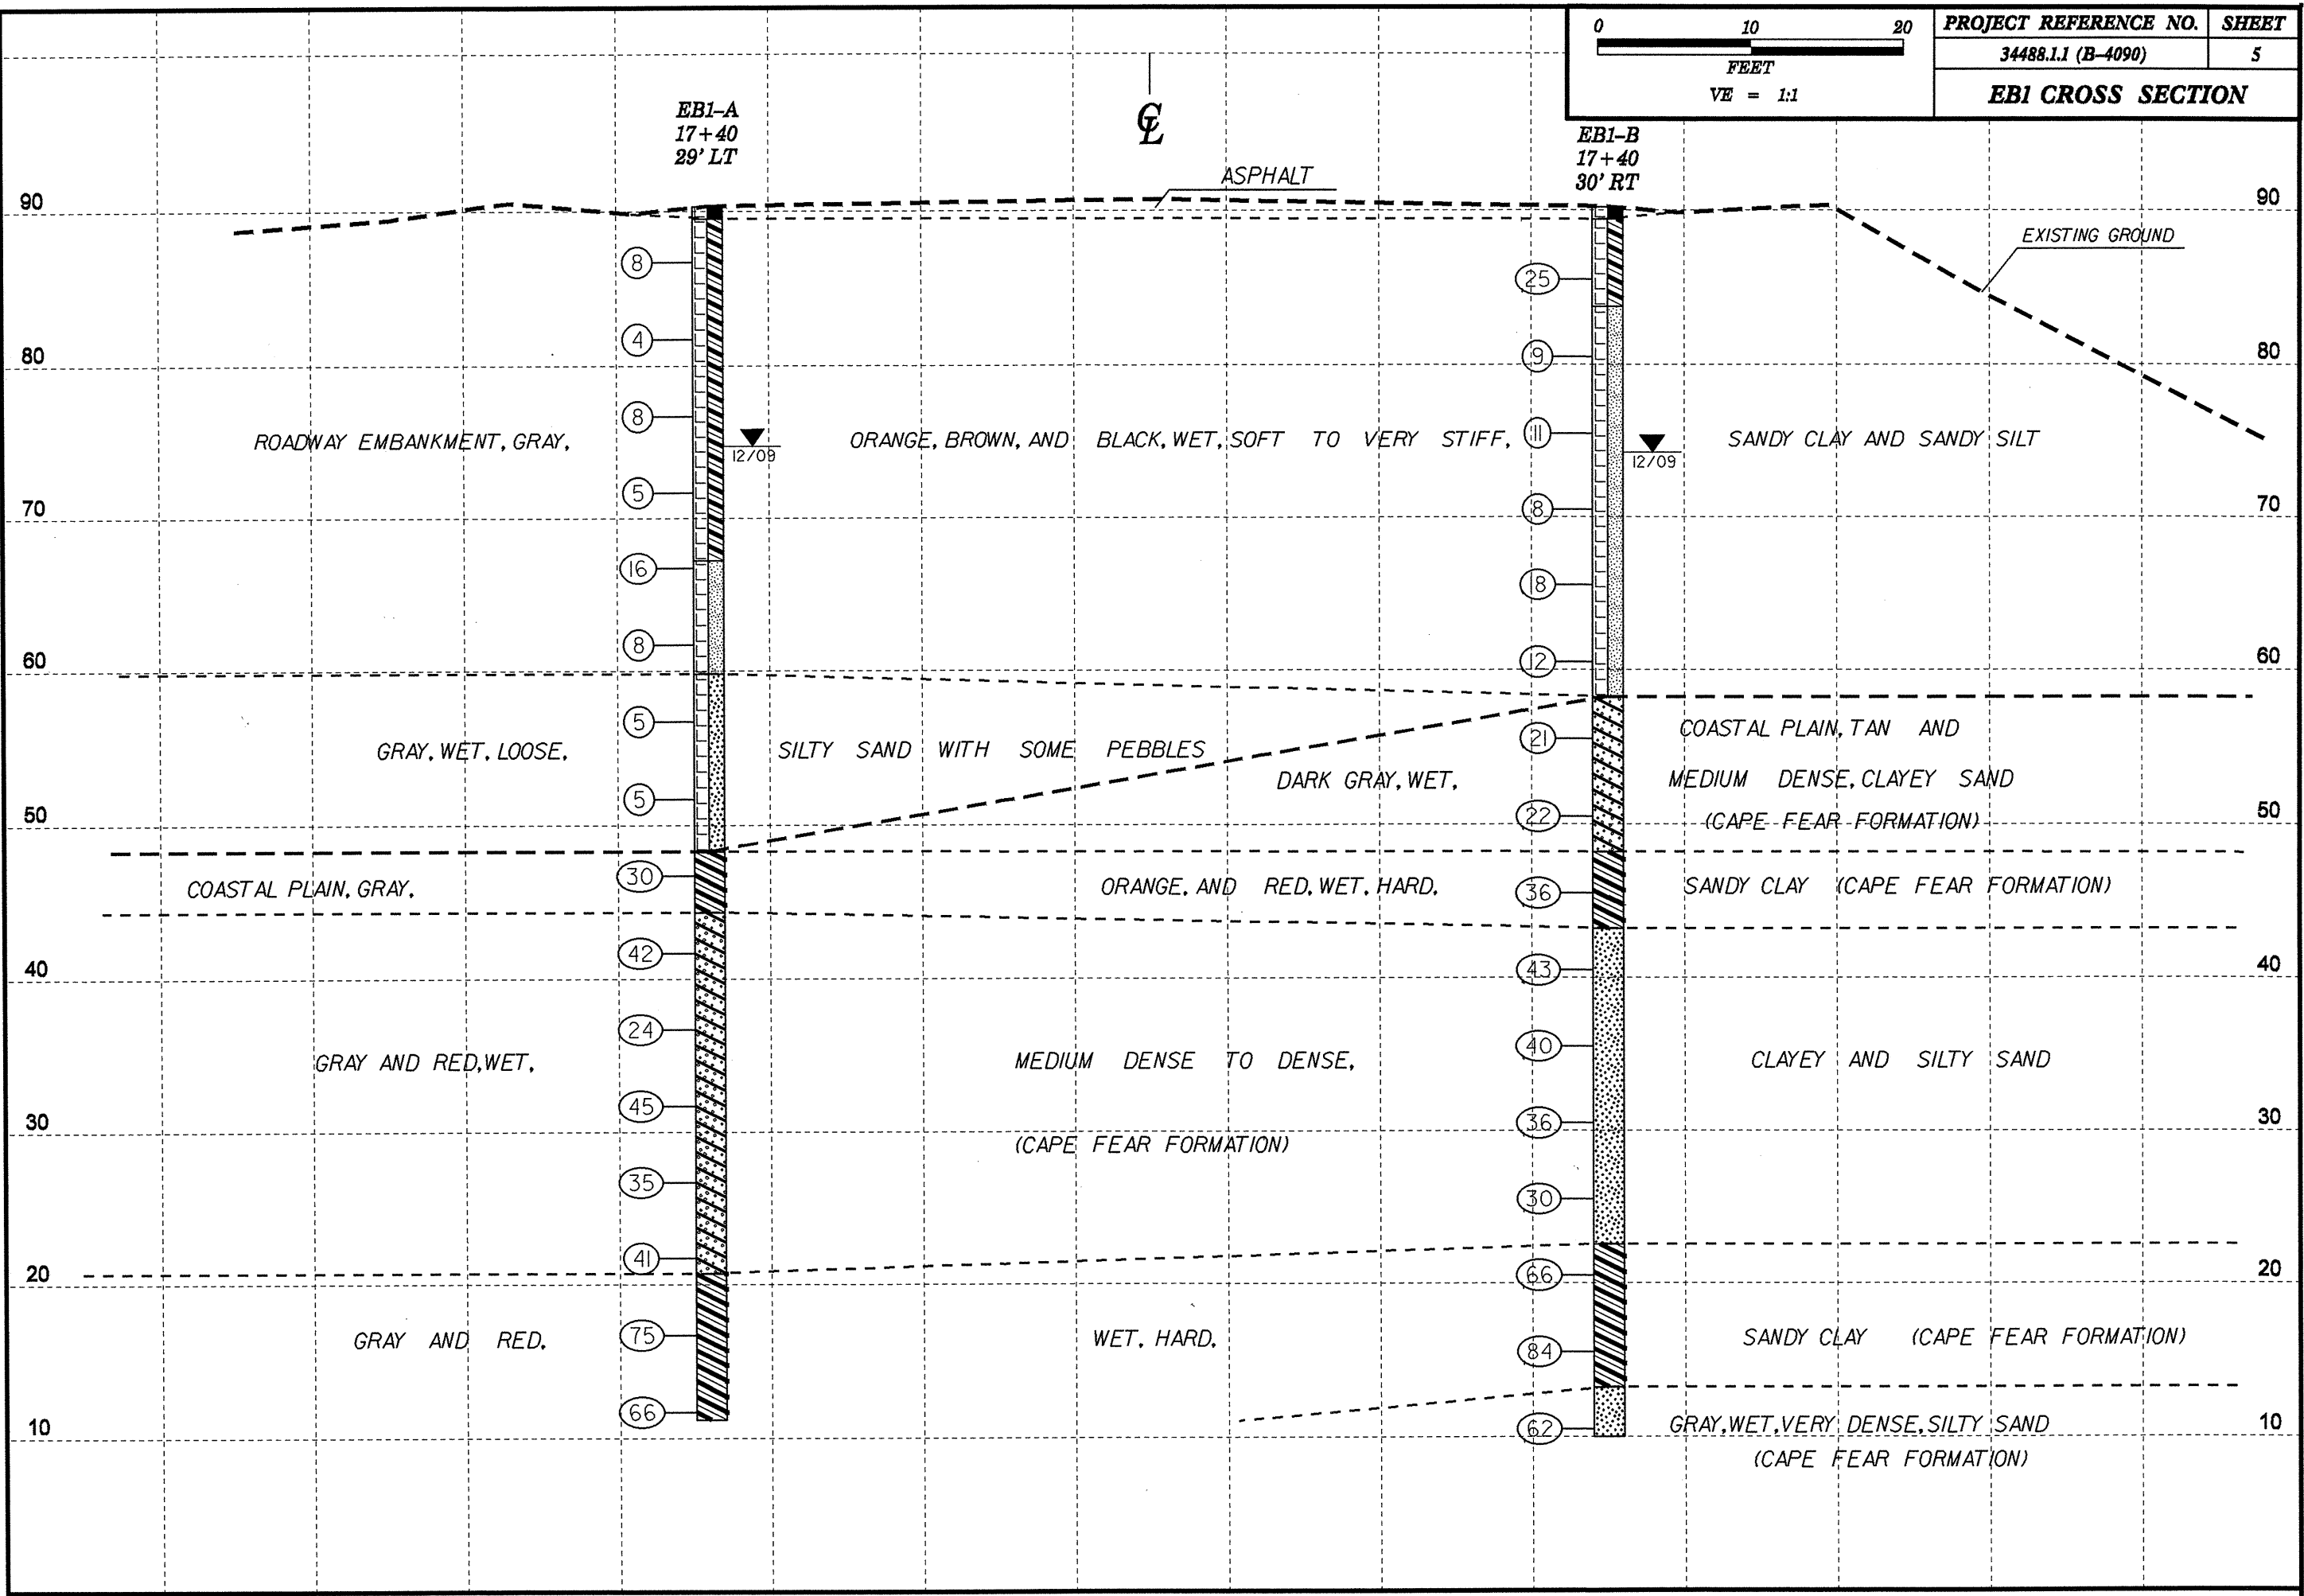 0 10 20
FEET
VE = 1:1
PROJECT REFERENCE NO. SHEET
34488.1.1 (B-4090) 5
EB1 CROSS SECTION
EB1-A
17+40
29' LT
CL
EB1-B
17+40
30' RT
ASPHALT
90 90
EXISTING GROUND
8 25
4 9
80 80
8 11
ROADWAY EMBANKMENT, GRAY, ORANGE, BROWN, AND BLACK, WET, SOFT TO VERY STIFF, SANDY CLAY AND SANDY SILT
12/09 12/09
5 8
70 70
16 18
8 12
60 60
5 21
COASTAL PLAIN, TAN AND
GRAY, WET, LOOSE, SILTY SAND WITH SOME PEBBLES
DARK GRAY, WET, MEDIUM DENSE, CLAYEY SAND
(CAPE FEAR FORMATION)
5 22
50 50
30 36
COASTAL PLAIN, GRAY, ORANGE, AND RED, WET, HARD, SANDY CLAY (CAPE FEAR FORMATION)
42 43
40 40
24 40
GRAY AND RED, WET, MEDIUM DENSE TO DENSE, CLAYEY AND SILTY SAND
45 36
30 30
(CAPE FEAR FORMATION)
35 30
41 66
20 20
75 84
GRAY AND RED, WET, HARD, SANDY CLAY (CAPE FEAR FORMATION)
66 62
10 10
GRAY, WET, VERY DENSE, SILTY SAND
(CAPE FEAR FORMATION)